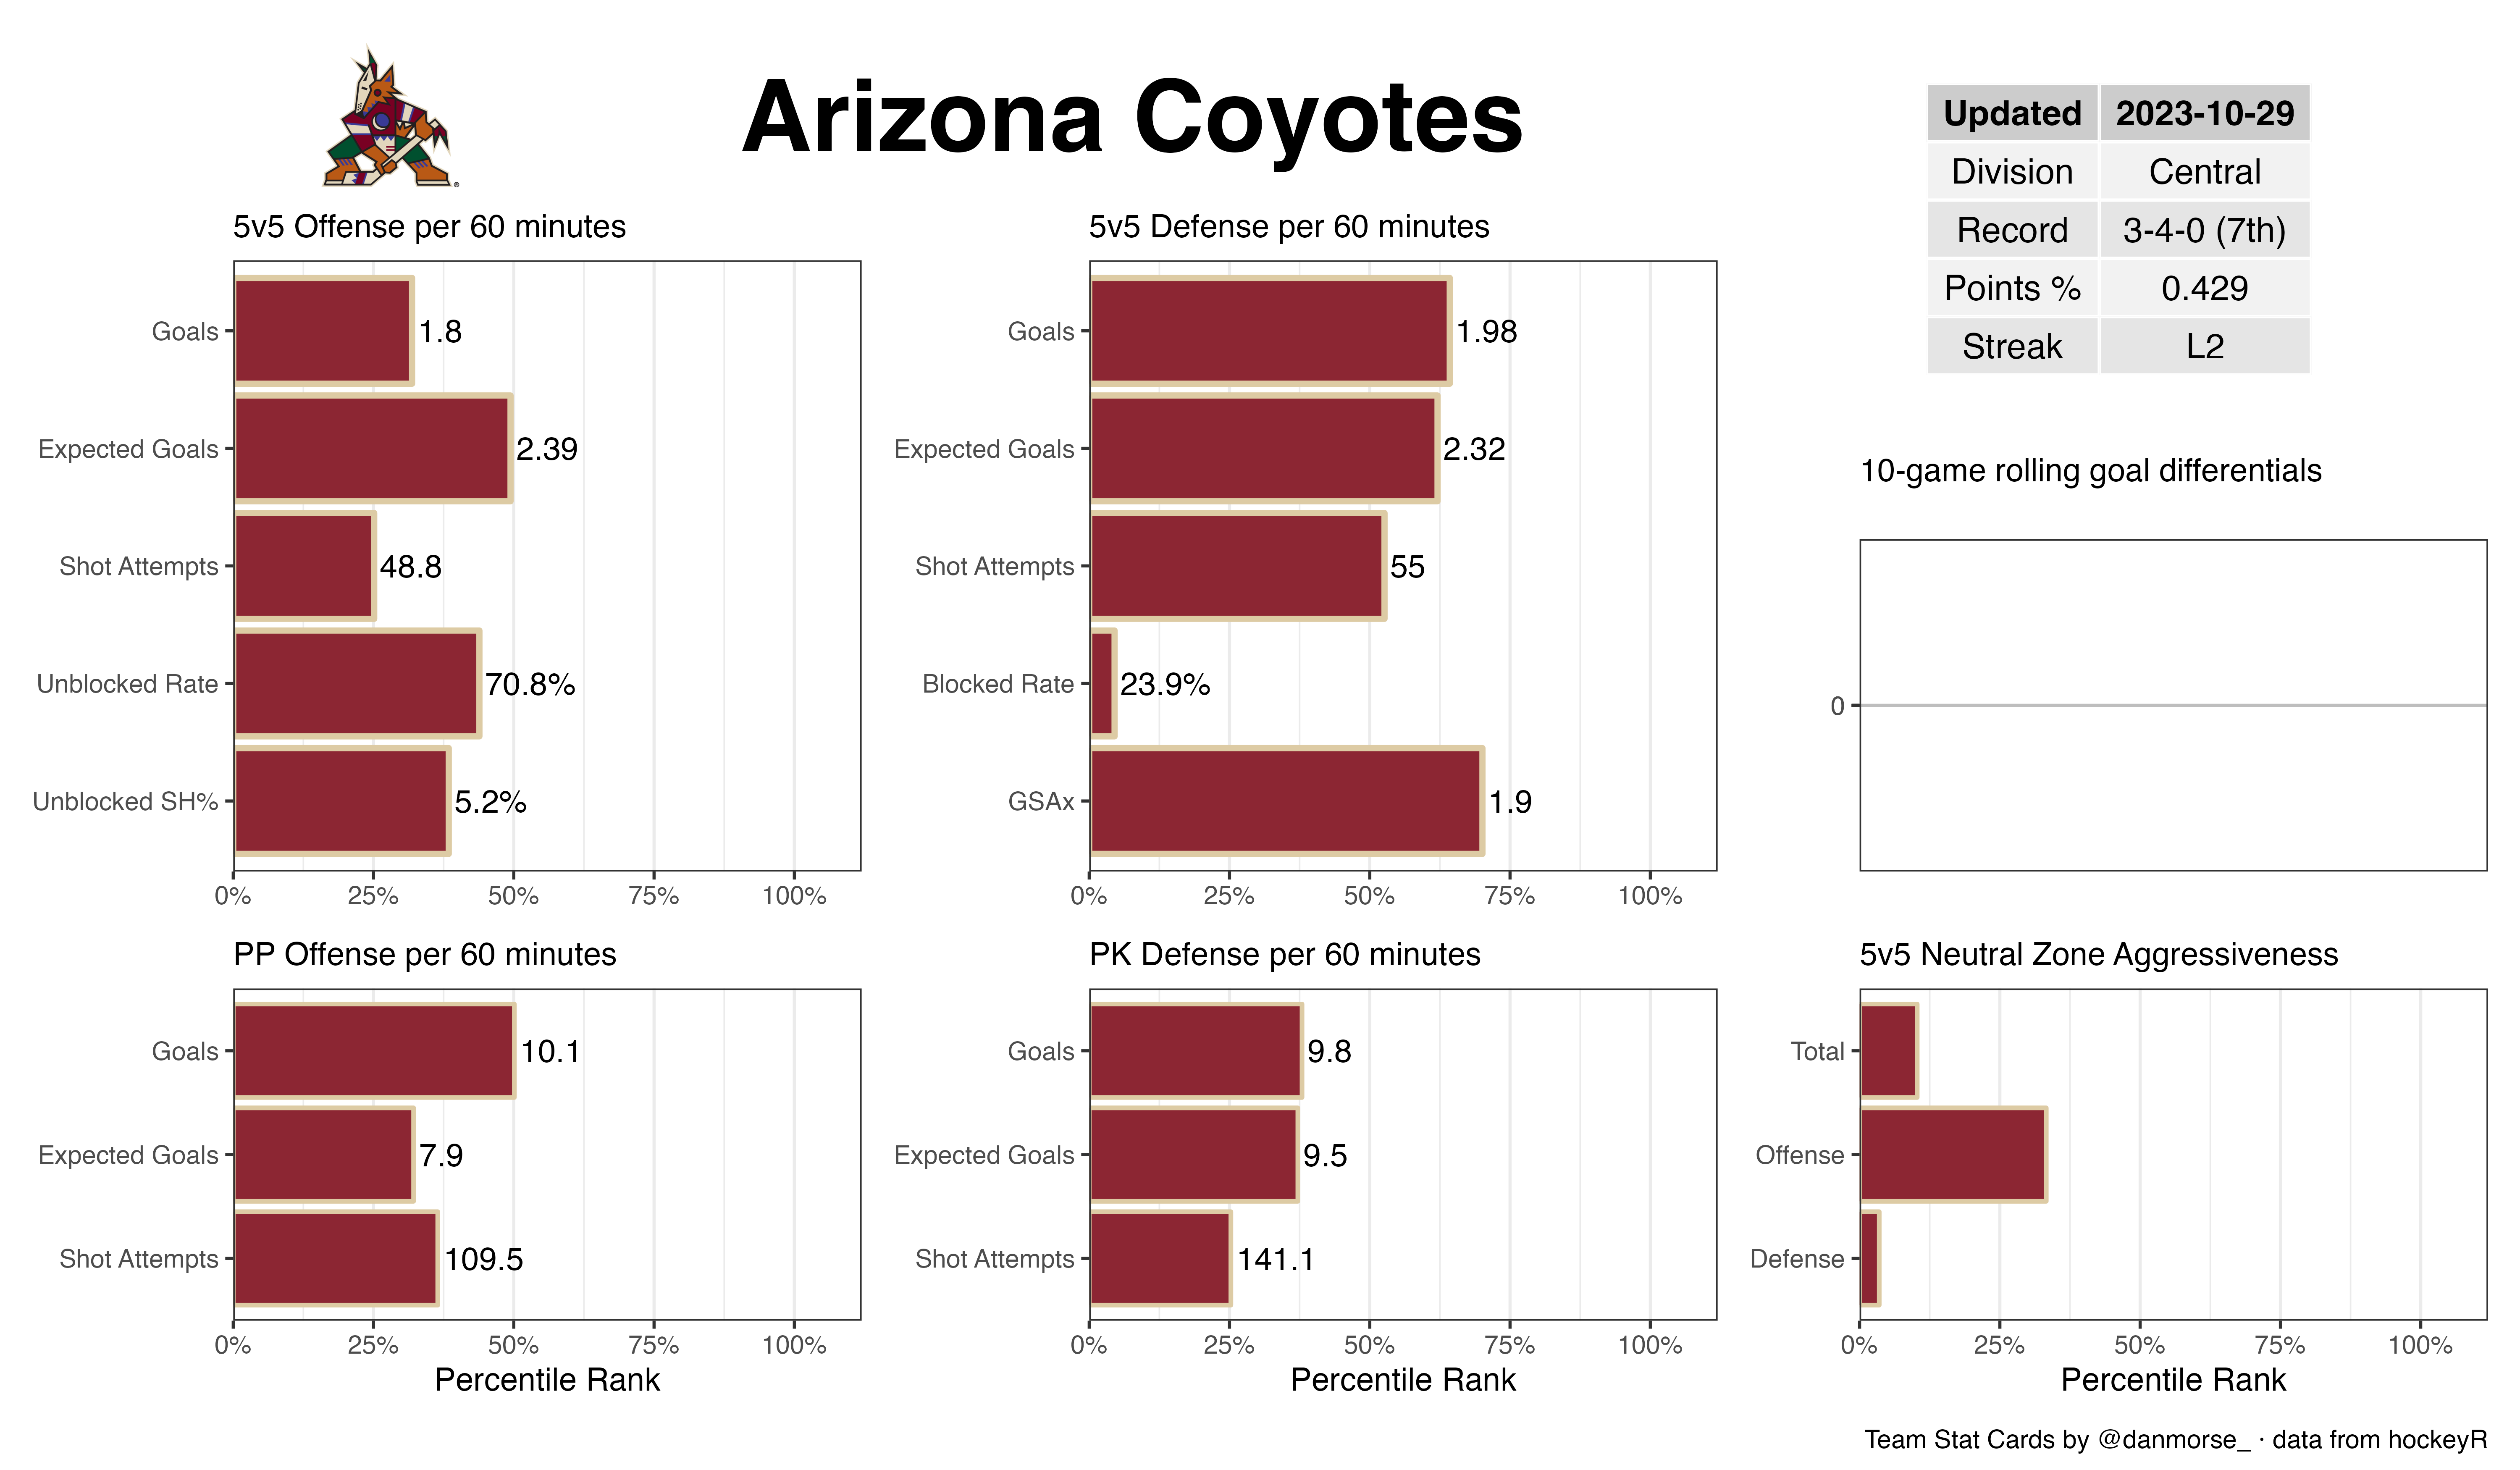 Arizona Coyotes
Updated 2023-10-29
Division Central
Record 3-4-0 (7th)
Points % 0.429
Streak L2
5v5 Offense per 60 minutes
Goals 1.8
Expected Goals 2.39
Shot Attempts 48.8
Unblocked Rate 70.8%
Unblocked SH% 5.2%
0% 25% 50% 75% 100%
5v5 Defense per 60 minutes
Goals 1.98
Expected Goals 2.32
Shot Attempts 55
Blocked Rate 23.9%
GSAx 1.9
0% 25% 50% 75% 100%
10-game rolling goal differentials
0
PP Offense per 60 minutes
Goals 10.1
Expected Goals 7.9
Shot Attempts 109.5
0% 25% 50% 75% 100%
Percentile Rank
PK Defense per 60 minutes
Goals 9.8
Expected Goals 9.5
Shot Attempts 141.1
0% 25% 50% 75% 100%
Percentile Rank
5v5 Neutral Zone Aggressiveness
Total
Offense
Defense
0% 25% 50% 75% 100%
Percentile Rank
Team Stat Cards by @danmorse_ · data from hockeyR